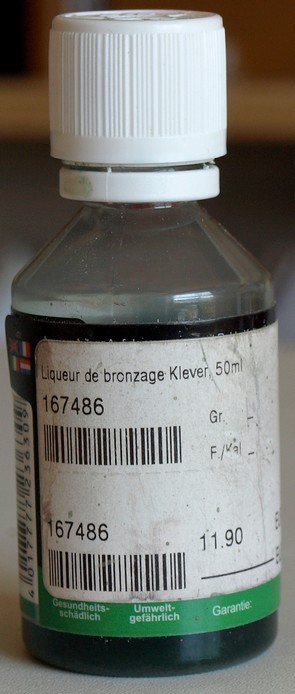 Liqueur de bronzage Klever, 50ml
167486
Gr. -
F./Kal -
167486
11.90
Gesundheits-
schädlich
Umwelt-
gefährlich
Garantie: